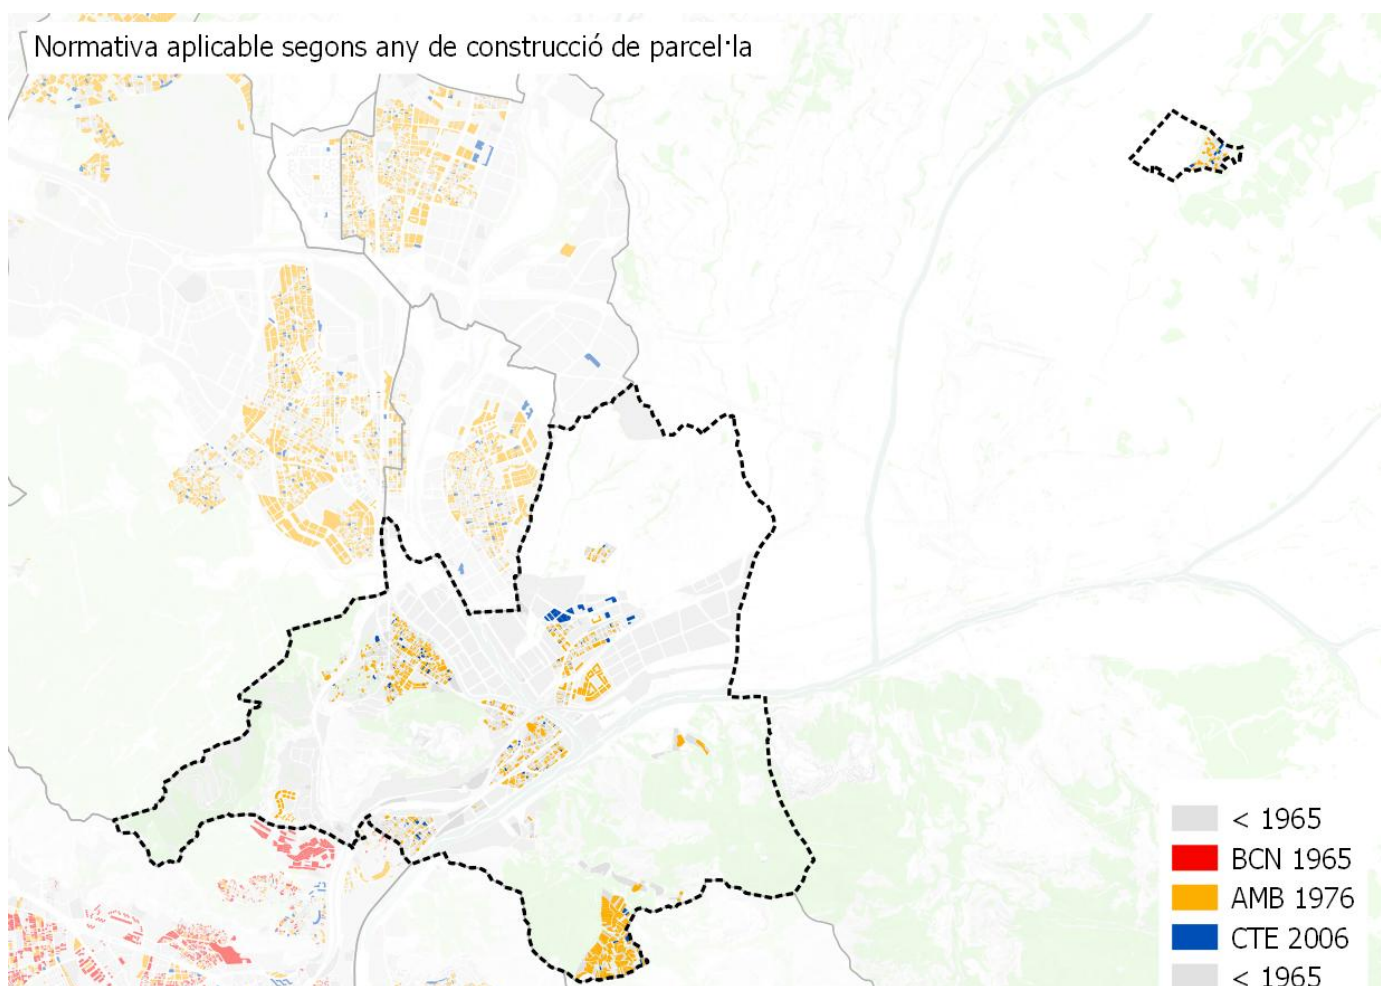 Normativa aplicable segons any de construcció de parcel·la
< 1965
BCN 1965
AMB 1976
CTE 2006
< 1965